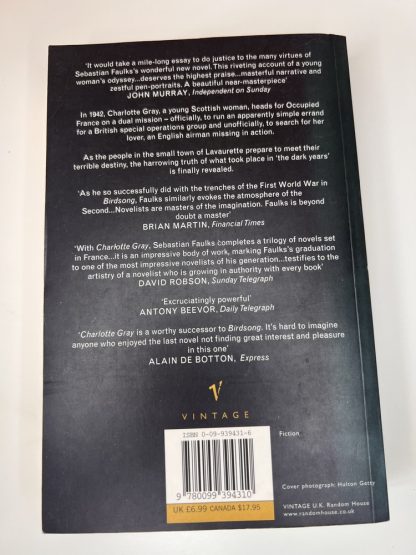 'It would take a mile-long essay to do justice to the many virtues of
Sebastian Faulks's wonderful new novel. This riveting account of a young
woman's odyssey...deserves the highest praise...masterful narrative and
zestful pen-portraits. A beautiful near-masterpiece'
JOHN MURRAY, Independent on Sunday
In 1942, Charlotte Gray, a young Scottish woman, heads for Occupied
France on a dual mission – officially, to run an apparently simple errand
for a British special operations group and unofficially, to search for her
lover, an English airman missing in action.
As the people in the small town of Lavaurette prepare to meet their
terrible destiny, the harrowing truth of what took place in 'the dark years'
is finally revealed.
'As he so successfully did with the trenches of the First World War in
Birdsong, Faulks similarly evokes the atmosphere of the
Second...Novelists are masters of the imagination. Faulks is beyond
doubt a master'
BRIAN MARTIN, Financial Times
'With Charlotte Gray, Sebastian Faulks completes a trilogy of novels set
in France...it is an impressive body of work, marking Faulks's graduation
to one of the most impressive novelists of his generation...testifies to the
artistry of a novelist who is growing in authority with every book'
DAVID ROBSON, Sunday Telegraph
'Excruciatingly powerful'
ANTONY BEEVOR, Daily Telegraph
'Charlotte Gray is a worthy successor to Birdsong. It's hard to imagine
anyone who enjoyed the last novel not finding great interest and pleasure
in this one'
ALAIN DE BOTTON, Express
V
VINTAGE
ISBN 0-09-939431-6
Fiction
9 780099 394310
UK £6.99 CANADA $17.95
Cover photograph: Hulton Getty
VINTAGE U.K. Random House
www.randomhouse.co.uk